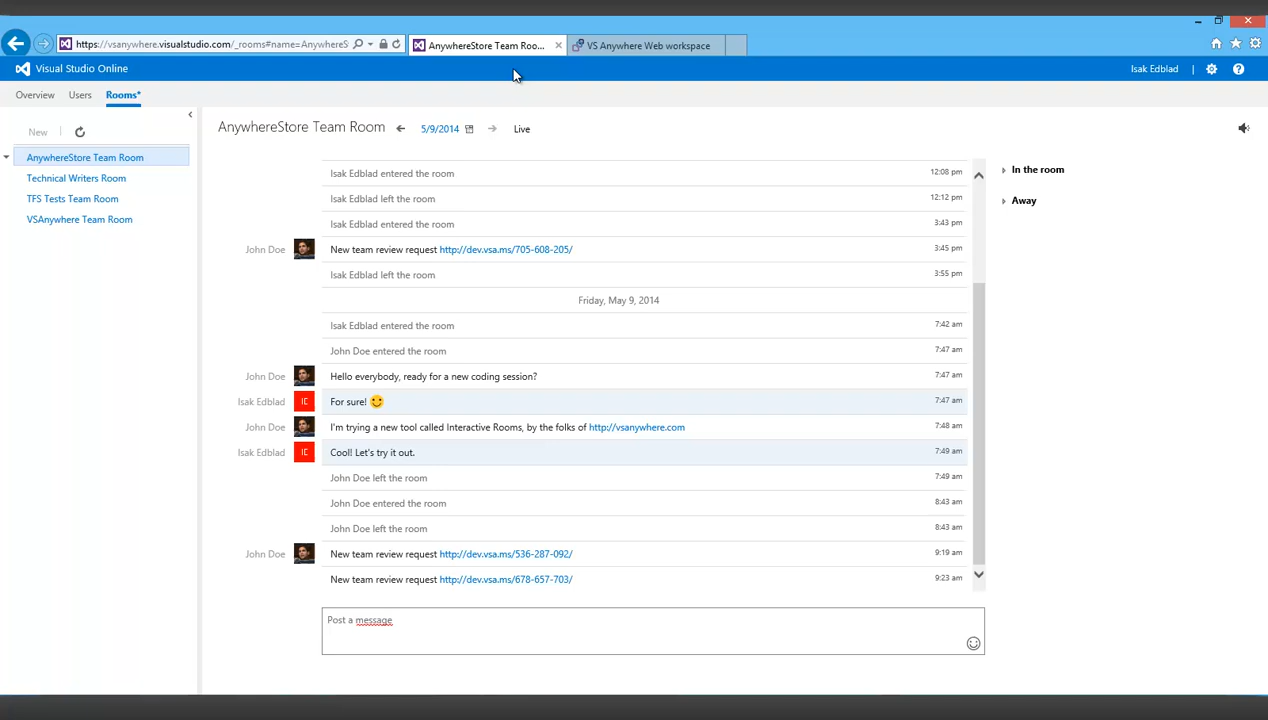 https://vsanywhere.visualstudio.com/_rooms#name=AnywhereS
AnywhereStore Team Roo...
VS Anywhere Web workspace
Visual Studio Online
Isak Edblad
Overview
Users
Rooms*
New
AnywhereStore Team Room
Technical Writers Room
TFS Tests Team Room
VSAnywhere Team Room
AnywhereStore Team Room
5/9/2014
Live
Isak Edblad entered the room 12:08 pm
Isak Edblad left the room 12:12 pm
Isak Edblad entered the room 3:43 pm
John Doe New team review request http://dev.vsa.ms/705-608-205/ 3:45 pm
Isak Edblad left the room 3:55 pm
Friday, May 9, 2014
Isak Edblad entered the room 7:42 am
John Doe entered the room 7:47 am
John Doe Hello everybody, ready for a new coding session? 7:47 am
Isak Edblad IE For sure! 7:47 am
John Doe I'm trying a new tool called Interactive Rooms, by the folks of http://vsanywhere.com 7:48 am
Isak Edblad IE Cool! Let's try it out. 7:49 am
John Doe left the room 7:49 am
John Doe entered the room 8:43 am
John Doe left the room 8:43 am
John Doe New team review request http://dev.vsa.ms/536-287-092/ 9:19 am
New team review request http://dev.vsa.ms/678-657-703/ 9:23 am
Post a message
In the room
Away